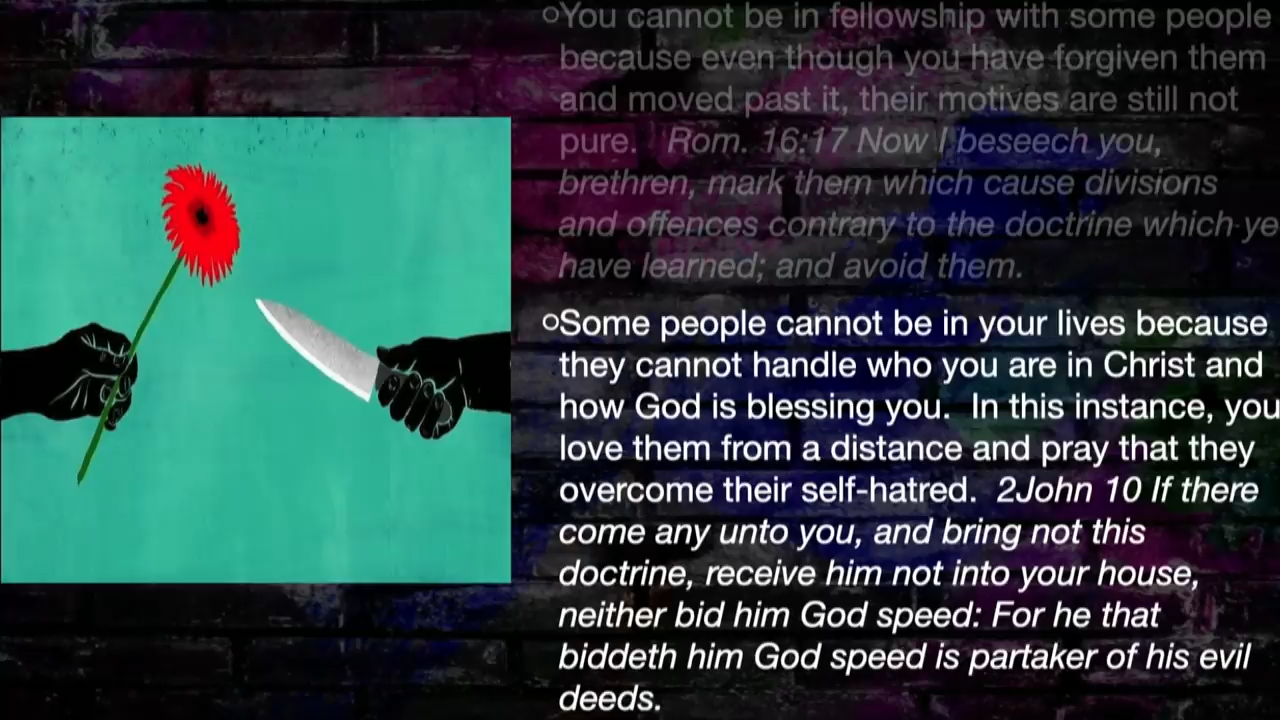 ○You cannot be in fellowship with some people
because even though you have forgiven them
and moved past it, their motives are still not
pure.   Rom. 16:17 Now I beseech you,
brethren, mark them which cause divisions
and offences contrary to the doctrine which ye
have learned; and avoid them.
○Some people cannot be in your lives because
they cannot handle who you are in Christ and
how God is blessing you.  In this instance, you
love them from a distance and pray that they
overcome their self-hatred.  2John 10 If there
come any unto you, and bring not this
doctrine, receive him not into your house,
neither bid him God speed: For he that
biddeth him God speed is partaker of his evil
deeds.